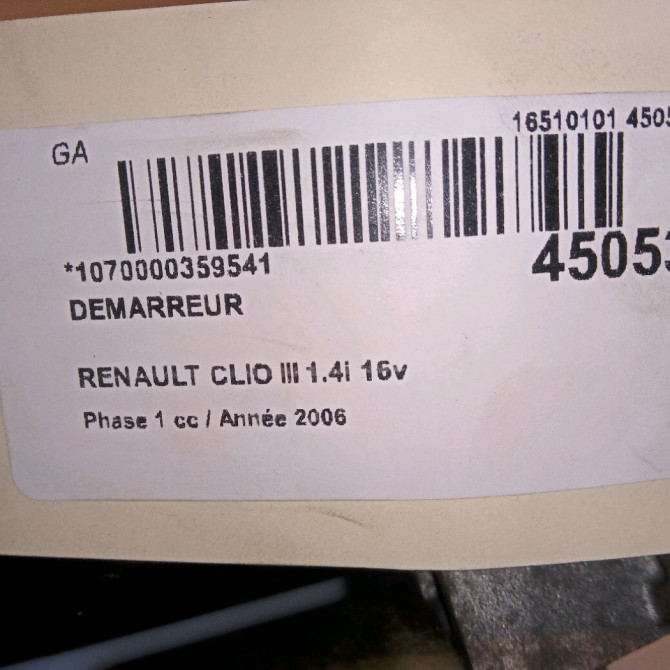 GA
16510101 4505
*1070000359541
4505
DEMARREUR
RENAULT CLIO III 1.4i 16v
Phase 1 cc / Année 2006